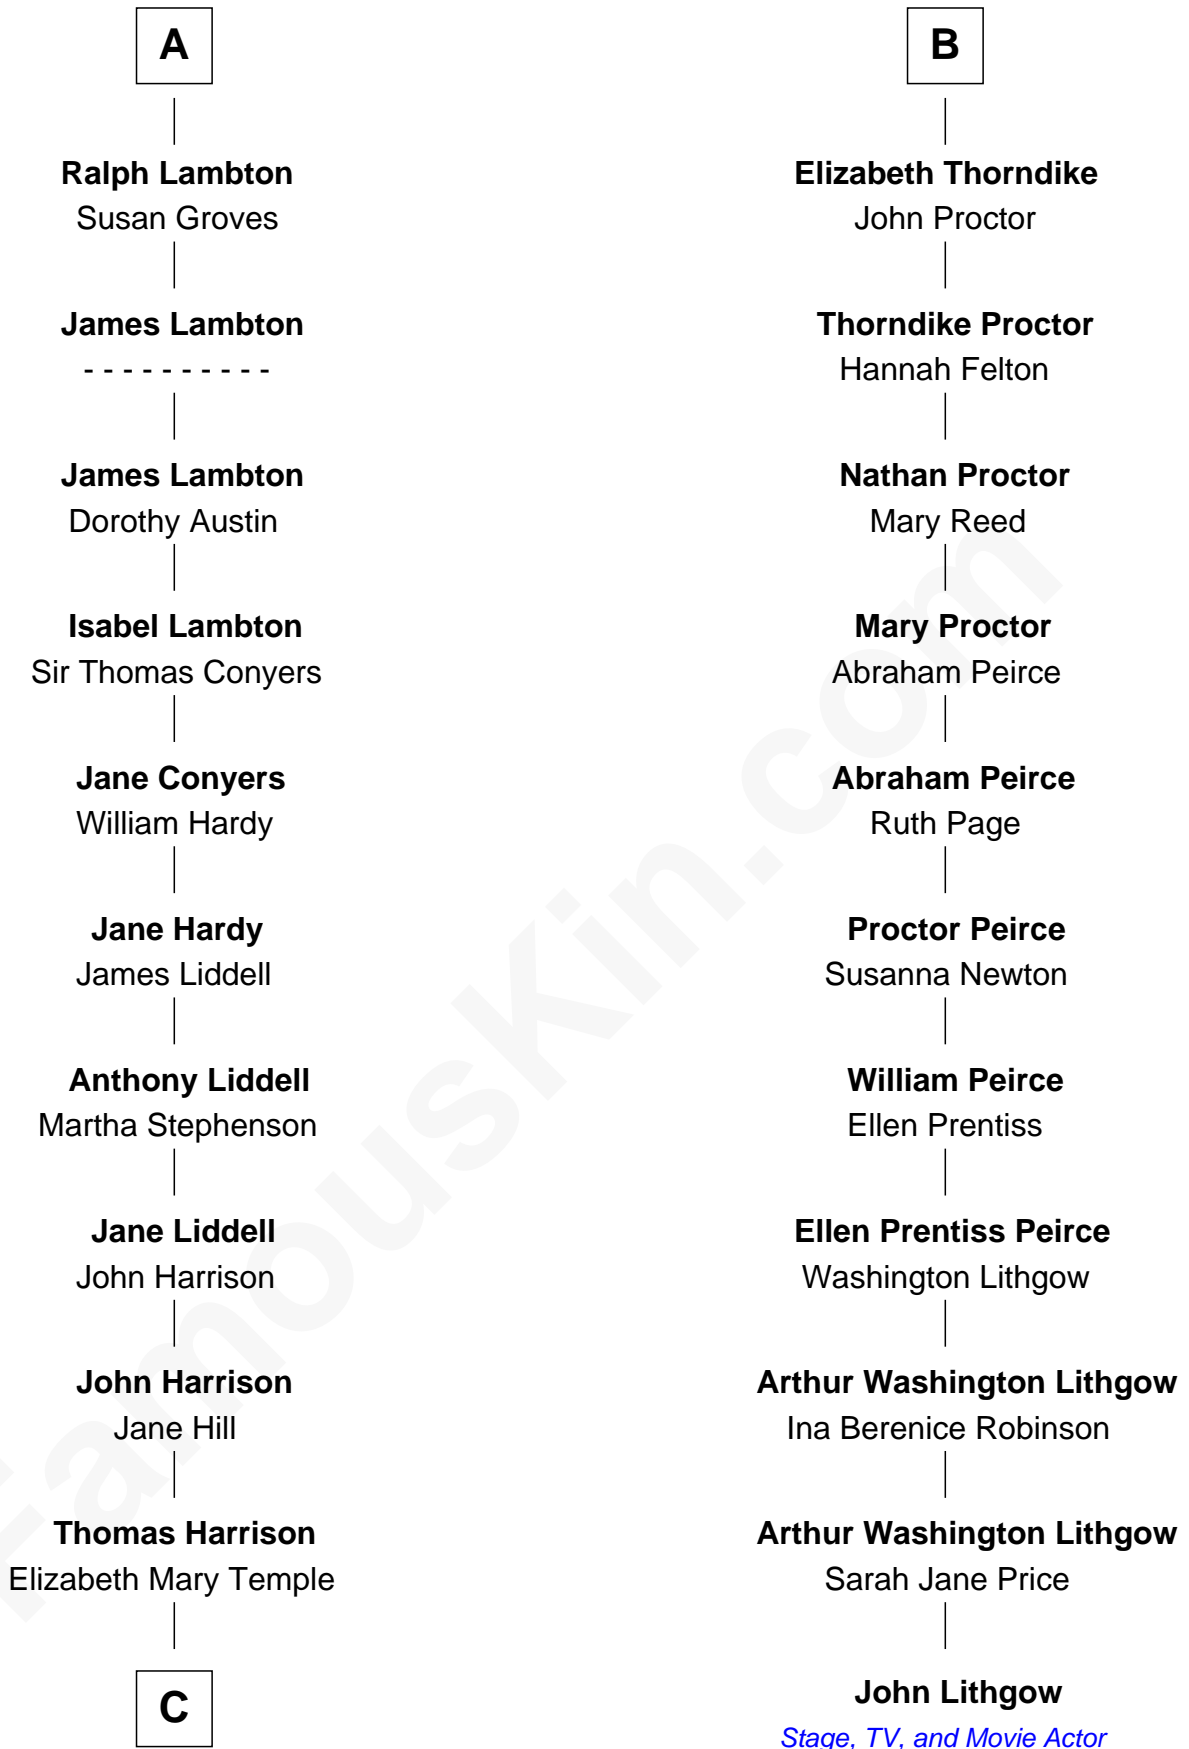 A
Ralph Lambton
Susan Groves
James Lambton
- - - - - - - - - -
James Lambton
Dorothy Austin
Isabel Lambton
Sir Thomas Conyers
Jane Conyers
William Hardy
Jane Hardy
James Liddell
Anthony Liddell
Martha Stephenson
Jane Liddell
John Harrison
John Harrison
Jane Hill
Thomas Harrison
Elizabeth Mary Temple
C
B
Elizabeth Thorndike
John Proctor
Thorndike Proctor
Hannah Felton
Nathan Proctor
Mary Reed
Mary Proctor
Abraham Peirce
Abraham Peirce
Ruth Page
Proctor Peirce
Susanna Newton
William Peirce
Ellen Prentiss
Ellen Prentiss Peirce
Washington Lithgow
Arthur Washington Lithgow
Ina Berenice Robinson
Arthur Washington Lithgow
Sarah Jane Price
John Lithgow
Stage, TV, and Movie Actor
FamousKin.com